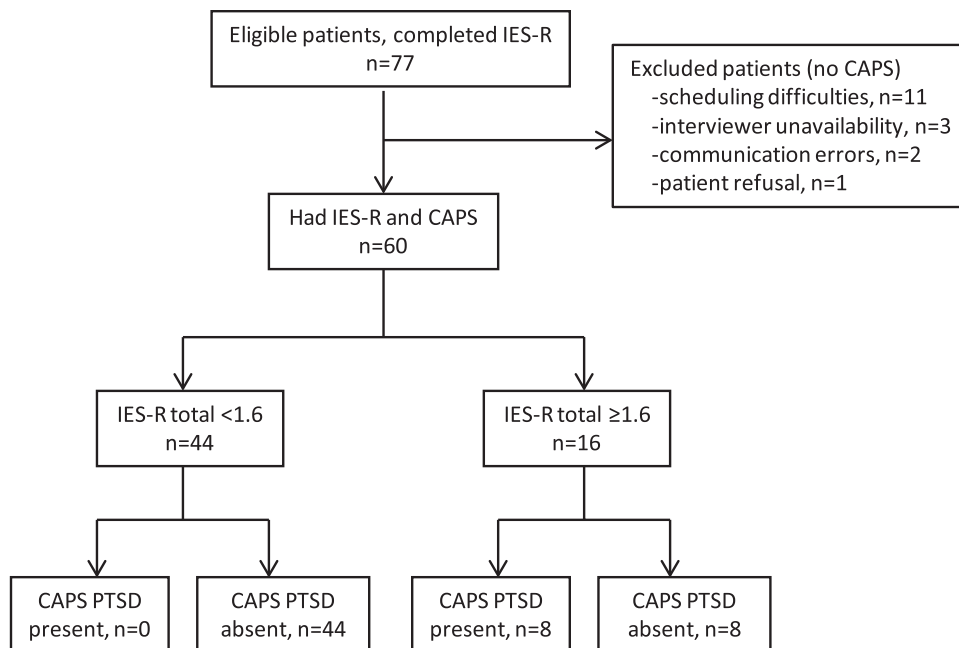 Eligible patients, completed IES-R
n=77
Excluded patients (no CAPS)
-scheduling difficulties, n=11
-interviewer unavailability, n=3
-communication errors, n=2
-patient refusal, n=1
Had IES-R and CAPS
n=60
IES-R total <1.6
n=44
IES-R total ≥1.6
n=16
CAPS PTSD
present, n=0
CAPS PTSD
absent, n=44
CAPS PTSD
present, n=8
CAPS PTSD
absent, n=8